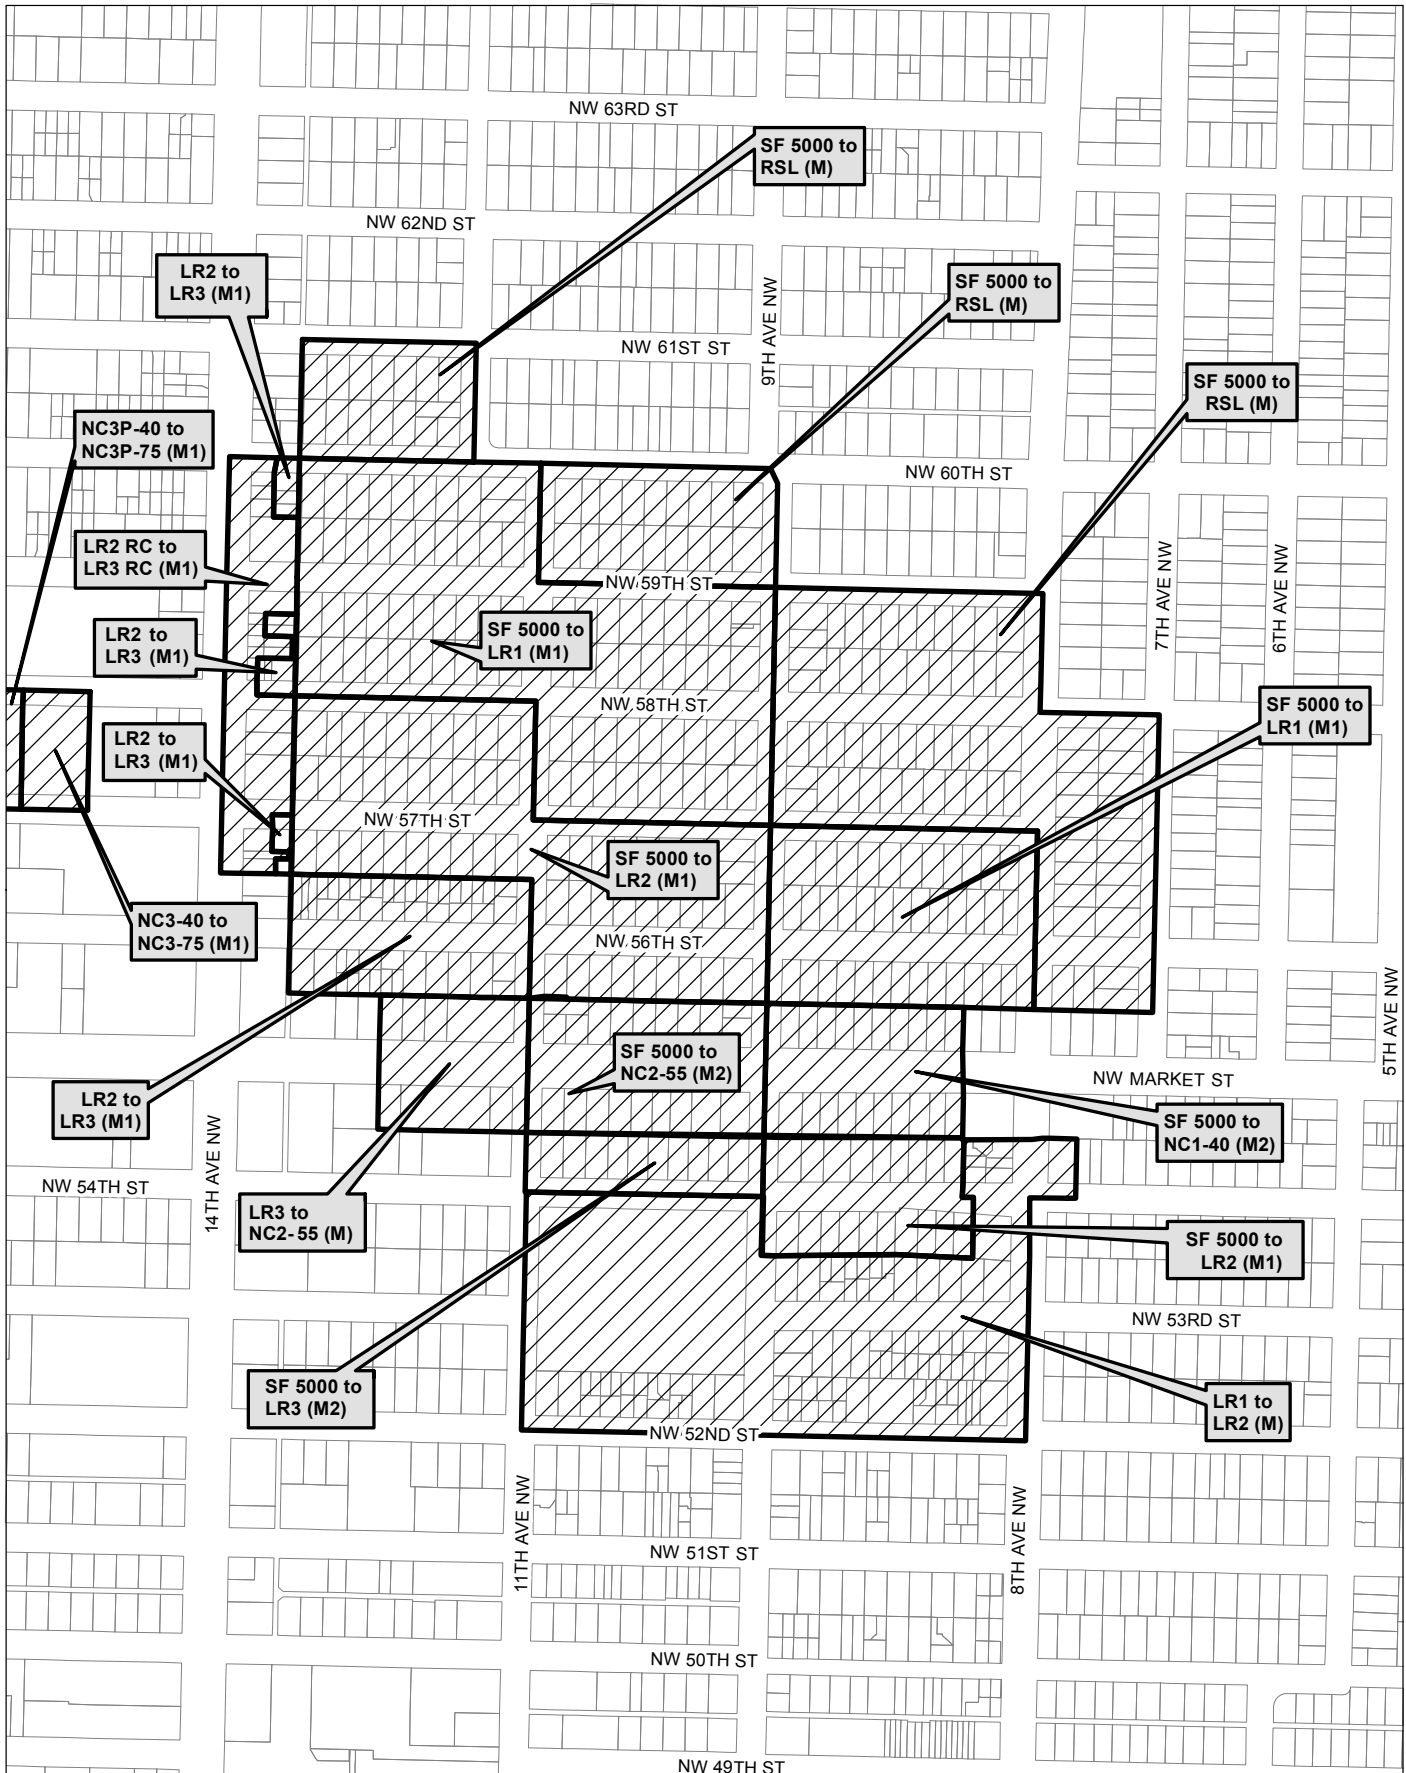 NW 63RD ST
SF 5000 to
RSL (M)
NW 62ND ST
LR2 to
LR3 (M1)
9TH AVE NW
SF 5000 to
RSL (M)
NW 61ST ST
SF 5000 to
RSL (M)
NC3P-40 to
NC3P-75 (M1)
NW 60TH ST
LR2 RC to
LR3 RC (M1)
7TH AVE NW
6TH AVE NW
NW 59TH ST
LR2 to
LR3 (M1)
SF 5000 to
LR1 (M1)
NW 58TH ST
SF 5000 to
LR1 (M1)
LR2 to
LR3 (M1)
NW 57TH ST
SF 5000 to
LR2 (M1)
NC3-40 to
NC3-75 (M1)
NW 56TH ST
5TH AVE NW
SF 5000 to
NC2-55 (M2)
NW MARKET ST
LR2 to
LR3 (M1)
SF 5000 to
NC1-40 (M2)
14TH AVE NW
NW 54TH ST
LR3 to
NC2-55 (M)
SF 5000 to
LR2 (M1)
NW 53RD ST
SF 5000 to
LR3 (M2)
LR1 to
LR2 (M)
NW 52ND ST
11TH AVE NW
8TH AVE NW
NW 51ST ST
NW 50TH ST
NW 49TH ST